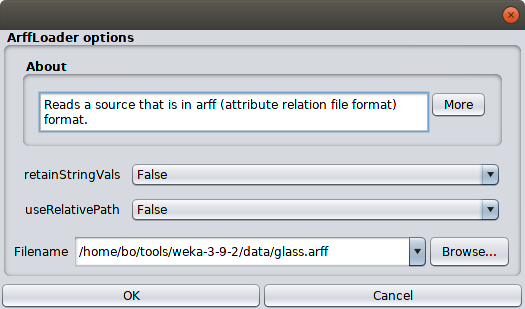 ArffLoader options
About
Reads a source that is in arff (attribute relation file format)
format.
More
retainStringVals
False
useRelativePath
False
Filename
/home/bo/tools/weka-3-9-2/data/glass.arff
Browse...
OK
Cancel